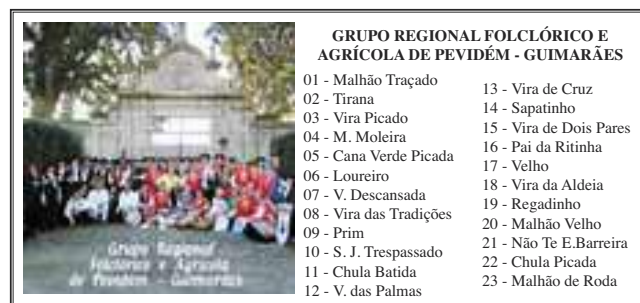 GRUPO REGIONAL FOLCLÓRICO E
AGRÍCOLA DE PEVIDÉM - GUIMARÃES
01 - Malhão Traçado
02 - Tirana
03 - Vira Picado
04 - M. Moleira
05 - Cana Verde Picada
06 - Loureiro
07 - V. Descansada
08 - Vira das Tradições
09 - Prim
10 - S. J. Trespassado
11 - Chula Batida
12 - V. das Palmas
13 - Vira de Cruz
14 - Sapatinho
15 - Vira de Dois Pares
16 - Pai da Ritinha
17 - Velho
18 - Vira da Aldeia
19 - Regadinho
20 - Malhão Velho
21 - Não Te E.Barreira
22 - Chula Picada
23 - Malhão de Roda
Grupo Regional
Folclórico e Agrícola
de Pevidém - Guimarães